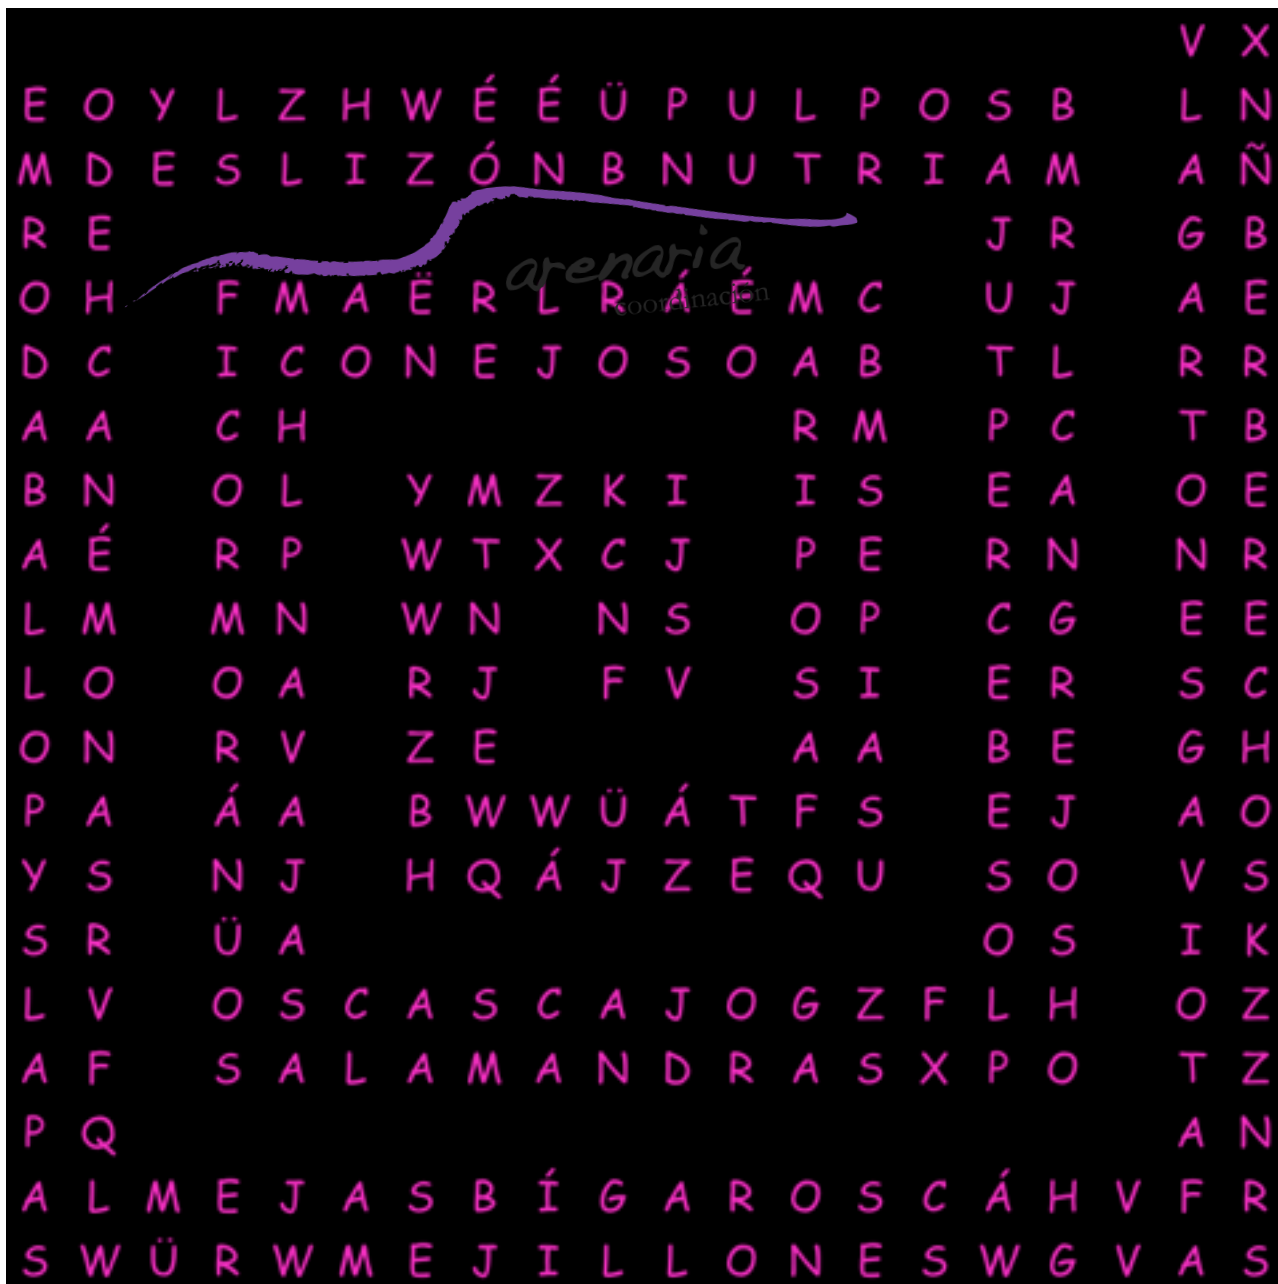 V X
E O Y L Z H W É É Ü P U L P O S B L N
M D E S L I Z Ó N B N U T R I A M A Ñ
R E J R G B
arenaria
O H F M A Ë R L R Á É M C U J A E
coordinación
D C I C O N E J O S O A B T L R R
A A C H R M P C T B
B N O L Y M Z K I I S E A O E
A É R P W T X C J P E R N N R
L M M N W N N S O P C G E E
L O O A R J F V S I E R S C
O N R V Z E A A B E G H
P A Á A B W W Ü Á T F S E J A O
Y S N J H Q Á J Z E Q U S O V S
S R Ü A O S I K
L V O S C A S C A J O G Z F L H O Z
A F S A L A M A N D R A S X P O T Z
P Q A N
A L M E J A S B Í G A R O S C Á H V F R
S W Ü R W M E J I L L O N E S W G V A S